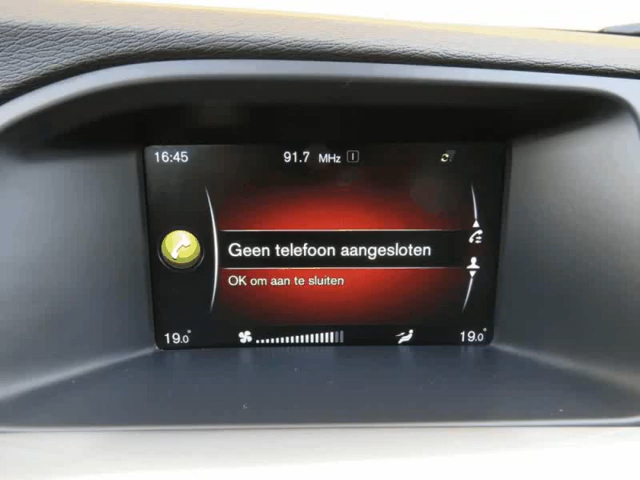 16:45 91.7 MHz I
Geen telefoon aangesloten
OK om aan te sluiten
19.0° 19.0°